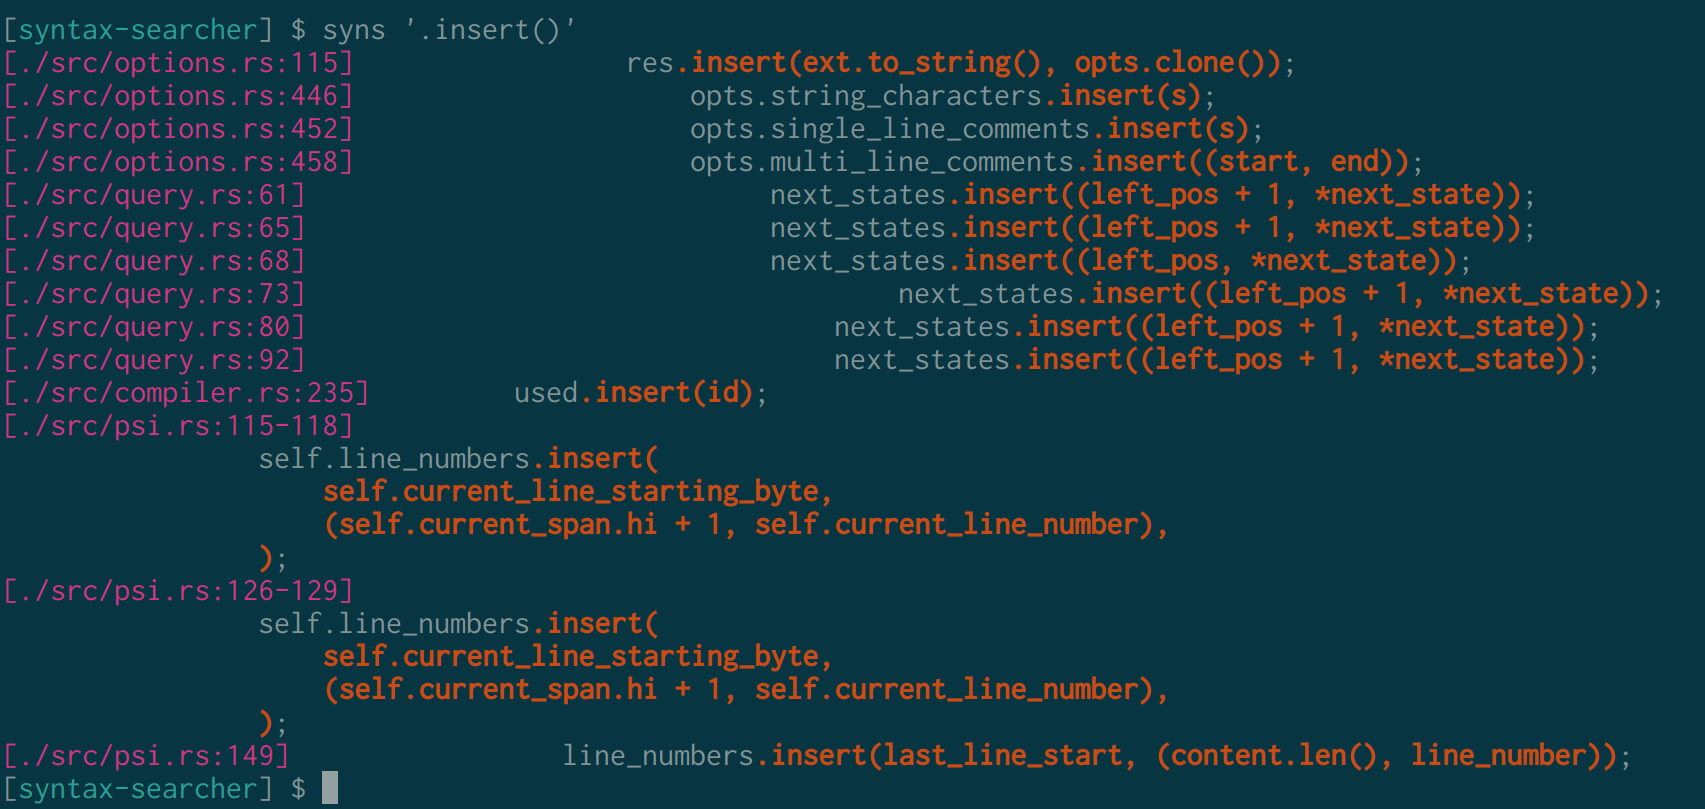 [syntax-searcher] $ syns '.insert()'
[./src/options.rs:115]                 res.insert(ext.to_string(), opts.clone());
[./src/options.rs:446]                     opts.string_characters.insert(s);
[./src/options.rs:452]                     opts.single_line_comments.insert(s);
[./src/options.rs:458]                     opts.multi_line_comments.insert((start, end));
[./src/query.rs:61]                             next_states.insert((left_pos + 1, *next_state));
[./src/query.rs:65]                             next_states.insert((left_pos + 1, *next_state));
[./src/query.rs:68]                             next_states.insert((left_pos, *next_state));
[./src/query.rs:73]                                     next_states.insert((left_pos + 1, *next_state));
[./src/query.rs:80]                                 next_states.insert((left_pos + 1, *next_state));
[./src/query.rs:92]                                 next_states.insert((left_pos + 1, *next_state));
[./src/compiler.rs:235]         used.insert(id);
[./src/psi.rs:115-118]
                self.line_numbers.insert(
                    self.current_line_starting_byte,
                    (self.current_span.hi + 1, self.current_line_number),
                );
[./src/psi.rs:126-129]
                self.line_numbers.insert(
                    self.current_line_starting_byte,
                    (self.current_span.hi + 1, self.current_line_number),
                );
[./src/psi.rs:149]                 line_numbers.insert(last_line_start, (content.len(), line_number));
[syntax-searcher] $